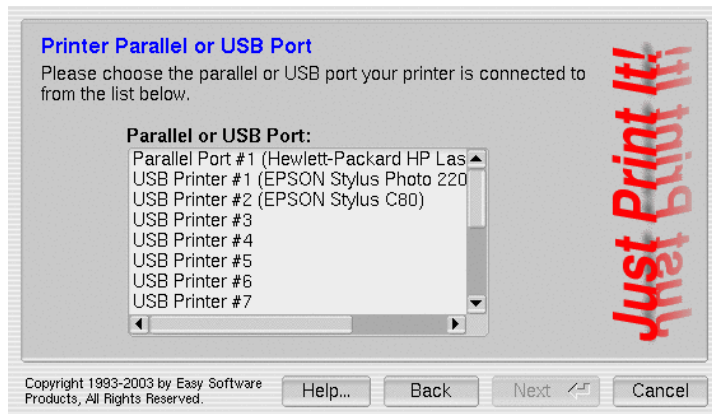 Printer Parallel or USB Port
Please choose the parallel or USB port your printer is connected to
from the list below.
Parallel or USB Port:
Parallel Port #1 (Hewlett-Packard HP Las
USB Printer #1 (EPSON Stylus Photo 220
USB Printer #2 (EPSON Stylus C80)
USB Printer #3
USB Printer #4
USB Printer #5
USB Printer #6
USB Printer #7
Just Print It!
Copyright 1993-2003 by Easy Software
Products, All Rights Reserved.
Help...
Back
Next
Cancel